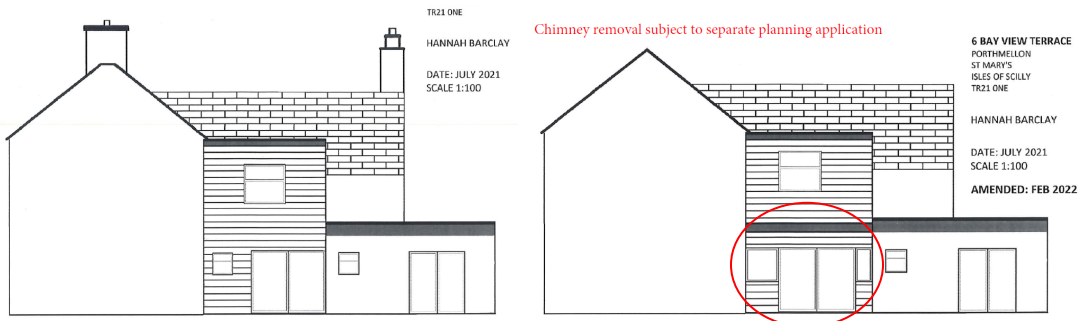 TR21 0NE
HANNAH BARCLAY
DATE: JULY 2021
SCALE 1:100
Chimney removal subject to separate planning application
6 BAY VIEW TERRACE
PORTHMELLON
ST MARY'S
ISLES OF SCILLY
TR21 0NE
HANNAH BARCLAY
DATE: JULY 2021
SCALE 1:100
AMENDED: FEB 2022